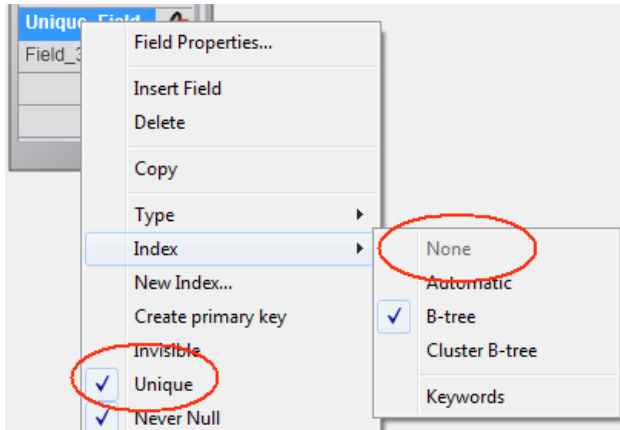 Unique_Field
Field_3
Field Properties...
Insert Field
Delete
Copy
Type
Index
New Index...
Create primary key
Invisible
Unique
Never Null
None
Automatic
B-tree
Cluster B-tree
Keywords